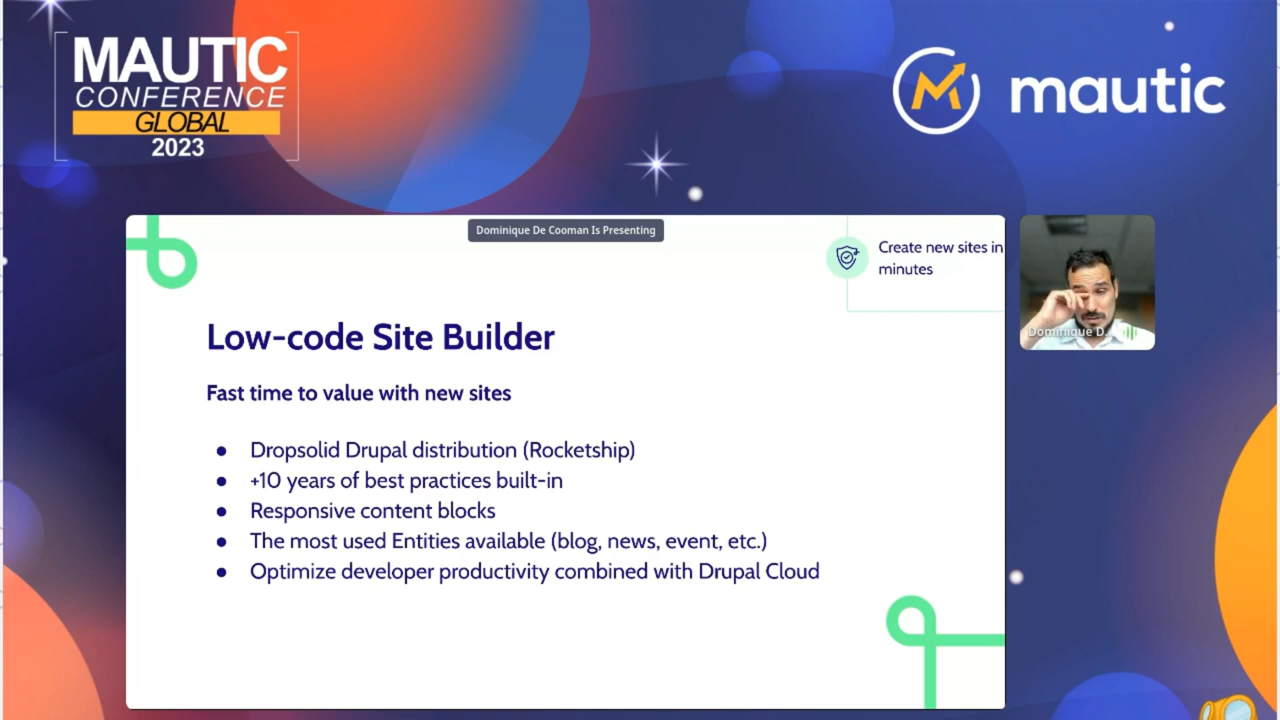 MAUTIC
CONFERENCE
GLOBAL
2023
mautic
Dominique De Cooman Is Presenting
Create new sites in
minutes
Dominique D...
Low-code Site Builder
Fast time to value with new sites
● Dropsolid Drupal distribution (Rocketship)
● +10 years of best practices built-in
● Responsive content blocks
● The most used Entities available (blog, news, event, etc.)
● Optimize developer productivity combined with Drupal Cloud